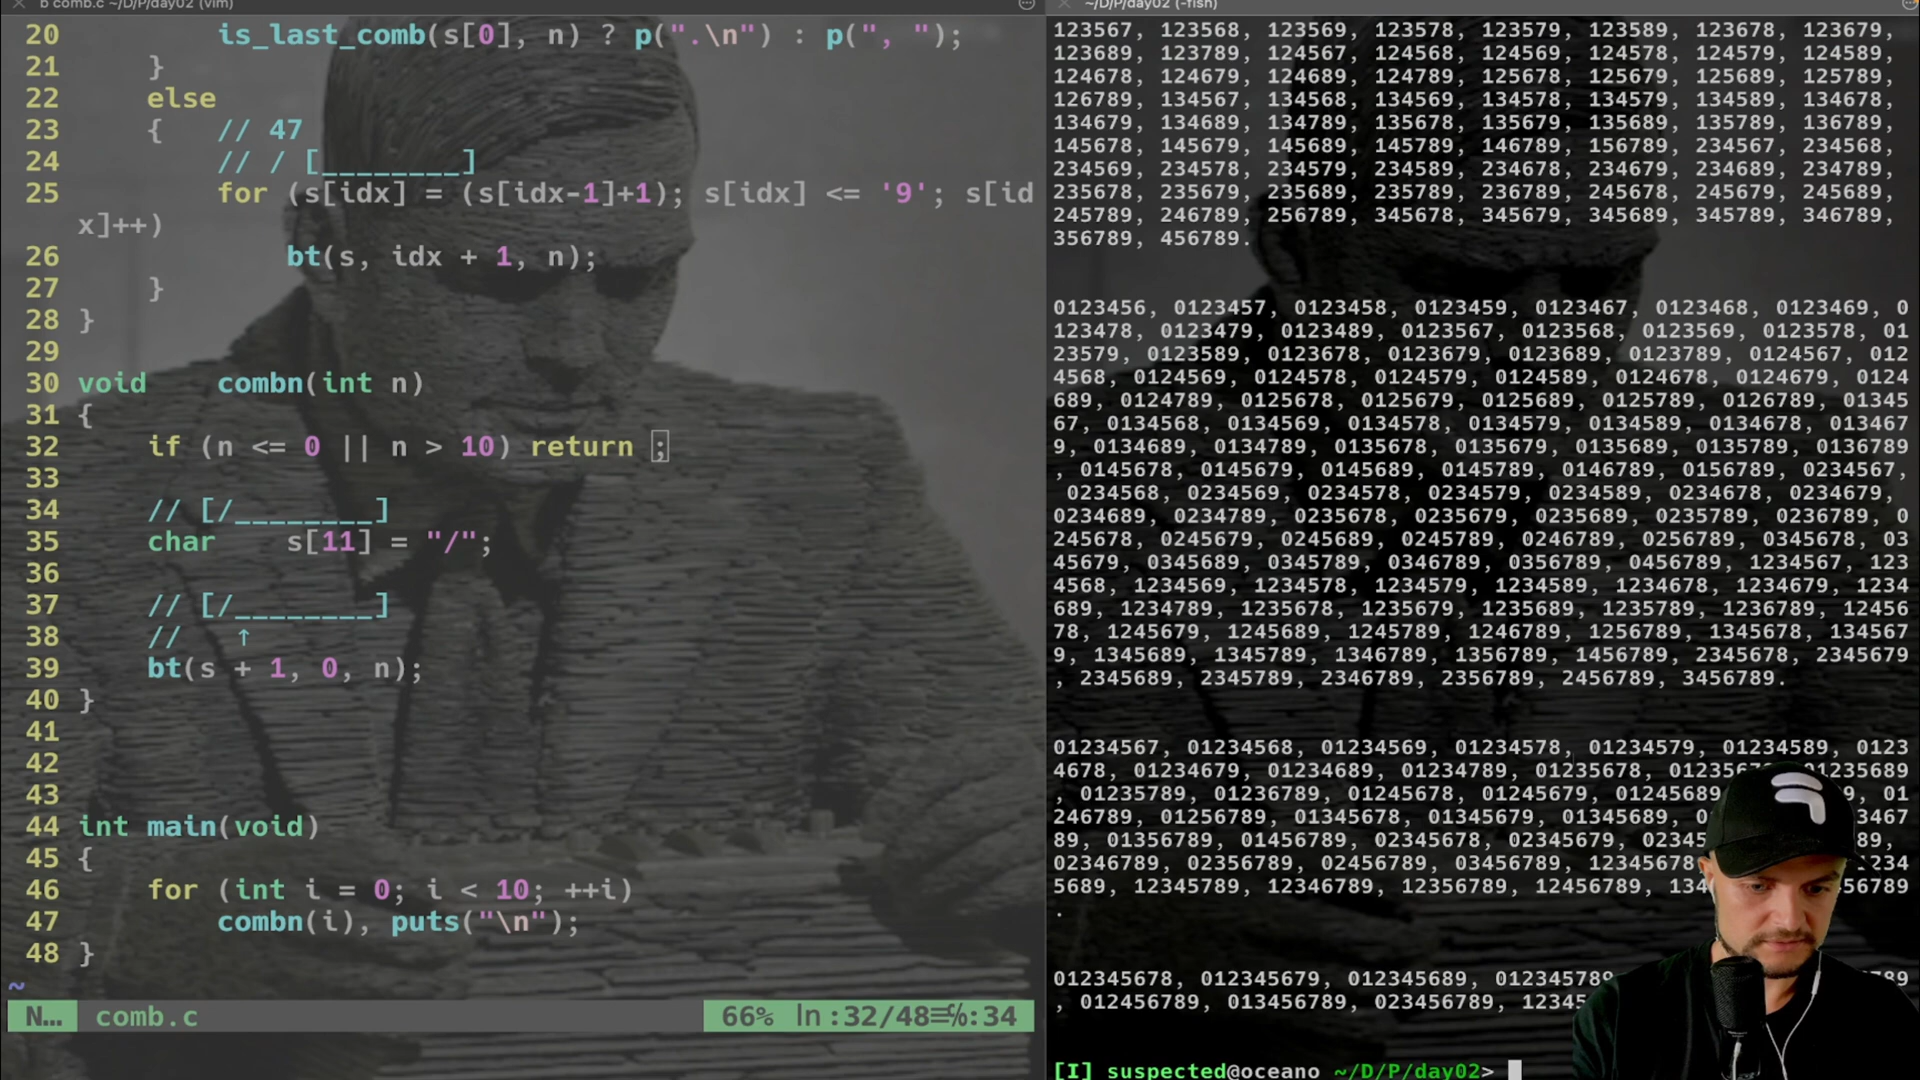 b comb.c ~/D/P/day02 (vim)
20 is_last_comb(s[0], n) ? p(".\n") : p(", ");
21 }
22 else
23 { // 47
24 // / [________]
25 for (s[idx] = (s[idx-1]+1); s[idx] <= '9'; s[id
x]++)
26 bt(s, idx + 1, n);
27 }
28 }
29
30 void combn(int n)
31 {
32 if (n <= 0 || n > 10) return ;
33
34 // [/________]
35 char s[11] = "/";
36
37 // [/________]
38 // ↑
39 bt(s + 1, 0, n);
40 }
41
42
43
44 int main(void)
45 {
46 for (int i = 0; i < 10; ++i)
47 combn(i), puts("\n");
48 }
~
N… comb.c 66% ln :32/48≡℅:34
~/D/P/day02 (-fish)
123567, 123568, 123569, 123578, 123579, 123589, 123678, 123679,
123689, 123789, 124567, 124568, 124569, 124578, 124579, 124589,
124678, 124679, 124689, 124789, 125678, 125679, 125689, 125789,
126789, 134567, 134568, 134569, 134578, 134579, 134589, 134678,
134679, 134689, 134789, 135678, 135679, 135689, 135789, 136789,
145678, 145679, 145689, 145789, 146789, 156789, 234567, 234568,
234569, 234578, 234579, 234589, 234678, 234679, 234689, 234789,
235678, 235679, 235689, 235789, 236789, 245678, 245679, 245689,
245789, 246789, 256789, 345678, 345679, 345689, 345789, 346789,
356789, 456789.
0123456, 0123457, 0123458, 0123459, 0123467, 0123468, 0123469, 0
123478, 0123479, 0123489, 0123567, 0123568, 0123569, 0123578, 01
23579, 0123589, 0123678, 0123679, 0123689, 0123789, 0124567, 012
4568, 0124569, 0124578, 0124579, 0124589, 0124678, 0124679, 0124
689, 0124789, 0125678, 0125679, 0125689, 0125789, 0126789, 01345
67, 0134568, 0134569, 0134578, 0134579, 0134589, 0134678, 013467
9, 0134689, 0134789, 0135678, 0135679, 0135689, 0135789, 0136789
, 0145678, 0145679, 0145689, 0145789, 0146789, 0156789, 0234567,
0234568, 0234569, 0234578, 0234579, 0234589, 0234678, 0234679,
0234689, 0234789, 0235678, 0235679, 0235689, 0235789, 0236789, 0
245678, 0245679, 0245689, 0245789, 0246789, 0256789, 0345678, 03
45679, 0345689, 0345789, 0346789, 0356789, 0456789, 1234567, 123
4568, 1234569, 1234578, 1234579, 1234589, 1234678, 1234679, 1234
689, 1234789, 1235678, 1235679, 1235689, 1235789, 1236789, 12456
78, 1245679, 1245689, 1245789, 1246789, 1256789, 1345678, 134567
9, 1345689, 1345789, 1346789, 1356789, 1456789, 2345678, 2345679
, 2345689, 2345789, 2346789, 2356789, 2456789, 3456789.
01234567, 01234568, 01234569, 01234578, 01234579, 01234589, 0123
4678, 01234679, 01234689, 01234789, 01235678, 01235689
, 01235789, 01236789, 01245678, 01245679, 01245689, 01
246789, 01256789, 01345678, 01345679, 01345689, 3467
89, 01356789, 01456789, 02345678, 02345679, 89,
02346789, 02356789, 02456789, 03456789, 12345678 234
5689, 12345789, 12346789, 12356789, 12456789, 56789
.
012345678, 012345679, 012345689, 012345789
, 012456789, 013456789, 023456789,
[I] suspected@oceano ~/D/P/day02>